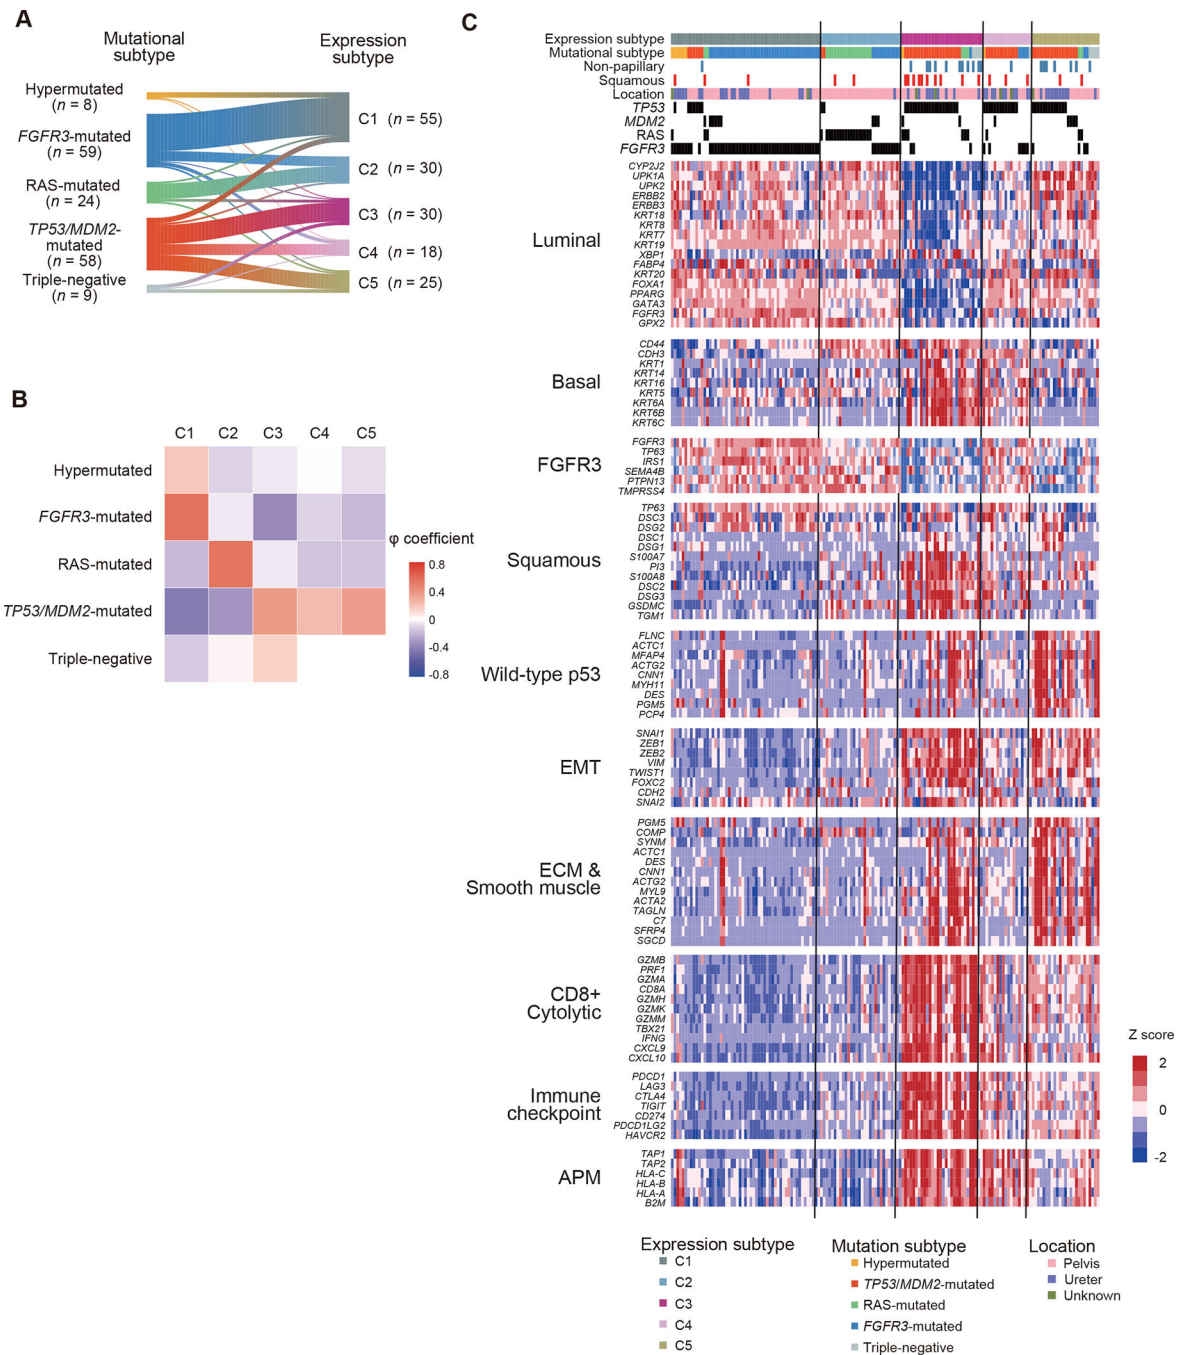 A
Mutational
subtype
Expression
subtype
Hypermutated
(n = 8)
FGFR3-mutated
(n = 59)
RAS-mutated
(n = 24)
TP53/MDM2-
mutated
(n = 58)
Triple-negative
(n = 9)
C1 (n = 55)
C2 (n = 30)
C3 (n = 30)
C4 (n = 18)
C5 (n = 25)
B
C1 C2 C3 C4 C5
Hypermutated
FGFR3-mutated
RAS-mutated
TP53/MDM2-mutated
Triple-negative
φ coefficient
0.8
0.4
0
-0.4
-0.8
C
Expression subtype
Mutational subtype
Non-papillary
Squamous
Location
TP53
MDM2
RAS
FGFR3
Luminal
CYP2J2
UPK1A
UPK2
ERBB2
ERBB3
KRT18
KRT8
KRT7
KRT19
XBP1
FABP4
KRT20
FOXA1
PPARG
GATA3
FGFR3
GPX2
Basal
CD44
CDH3
KRT1
KRT14
KRT16
KRT5
KRT6A
KRT6B
KRT6C
FGFR3
FGFR3
TP63
IRS1
SEMA4B
PTPN13
TMPRSS4
Squamous
TP63
DSC3
DSG2
DSC1
DSG1
S100A7
PI3
S100A8
DSC2
DSG3
GSDMC
TGM1
Wild-type p53
FLNC
ACTC1
MFAP4
ACTG2
CNN1
MYH11
DES
PGM5
PCP4
EMT
SNAI1
ZEB1
ZEB2
VIM
TWIST1
FOXC2
CDH2
SNAI2
ECM &
Smooth muscle
PGM5
COMP
SYNM
ACTC1
DES
CNN1
ACTG2
MYL9
ACTA2
TAGLN
C7
SFRP4
SGCD
CD8+
Cytolytic
GZMB
PRF1
GZMA
CD8A
GZMH
GZMK
GZMM
TBX21
IFNG
CXCL9
CXCL10
Immune
checkpoint
PDCD1
LAG3
CTLA4
TIGIT
CD274
PDCD1LG2
HAVCR2
APM
TAP1
TAP2
HLA-C
HLA-B
HLA-A
B2M
Z score
2
0
-2
Expression subtype
C1
C2
C3
C4
C5
Mutation subtype
Hypermutated
TP53/MDM2-mutated
RAS-mutated
FGFR3-mutated
Triple-negative
Location
Pelvis
Ureter
Unknown